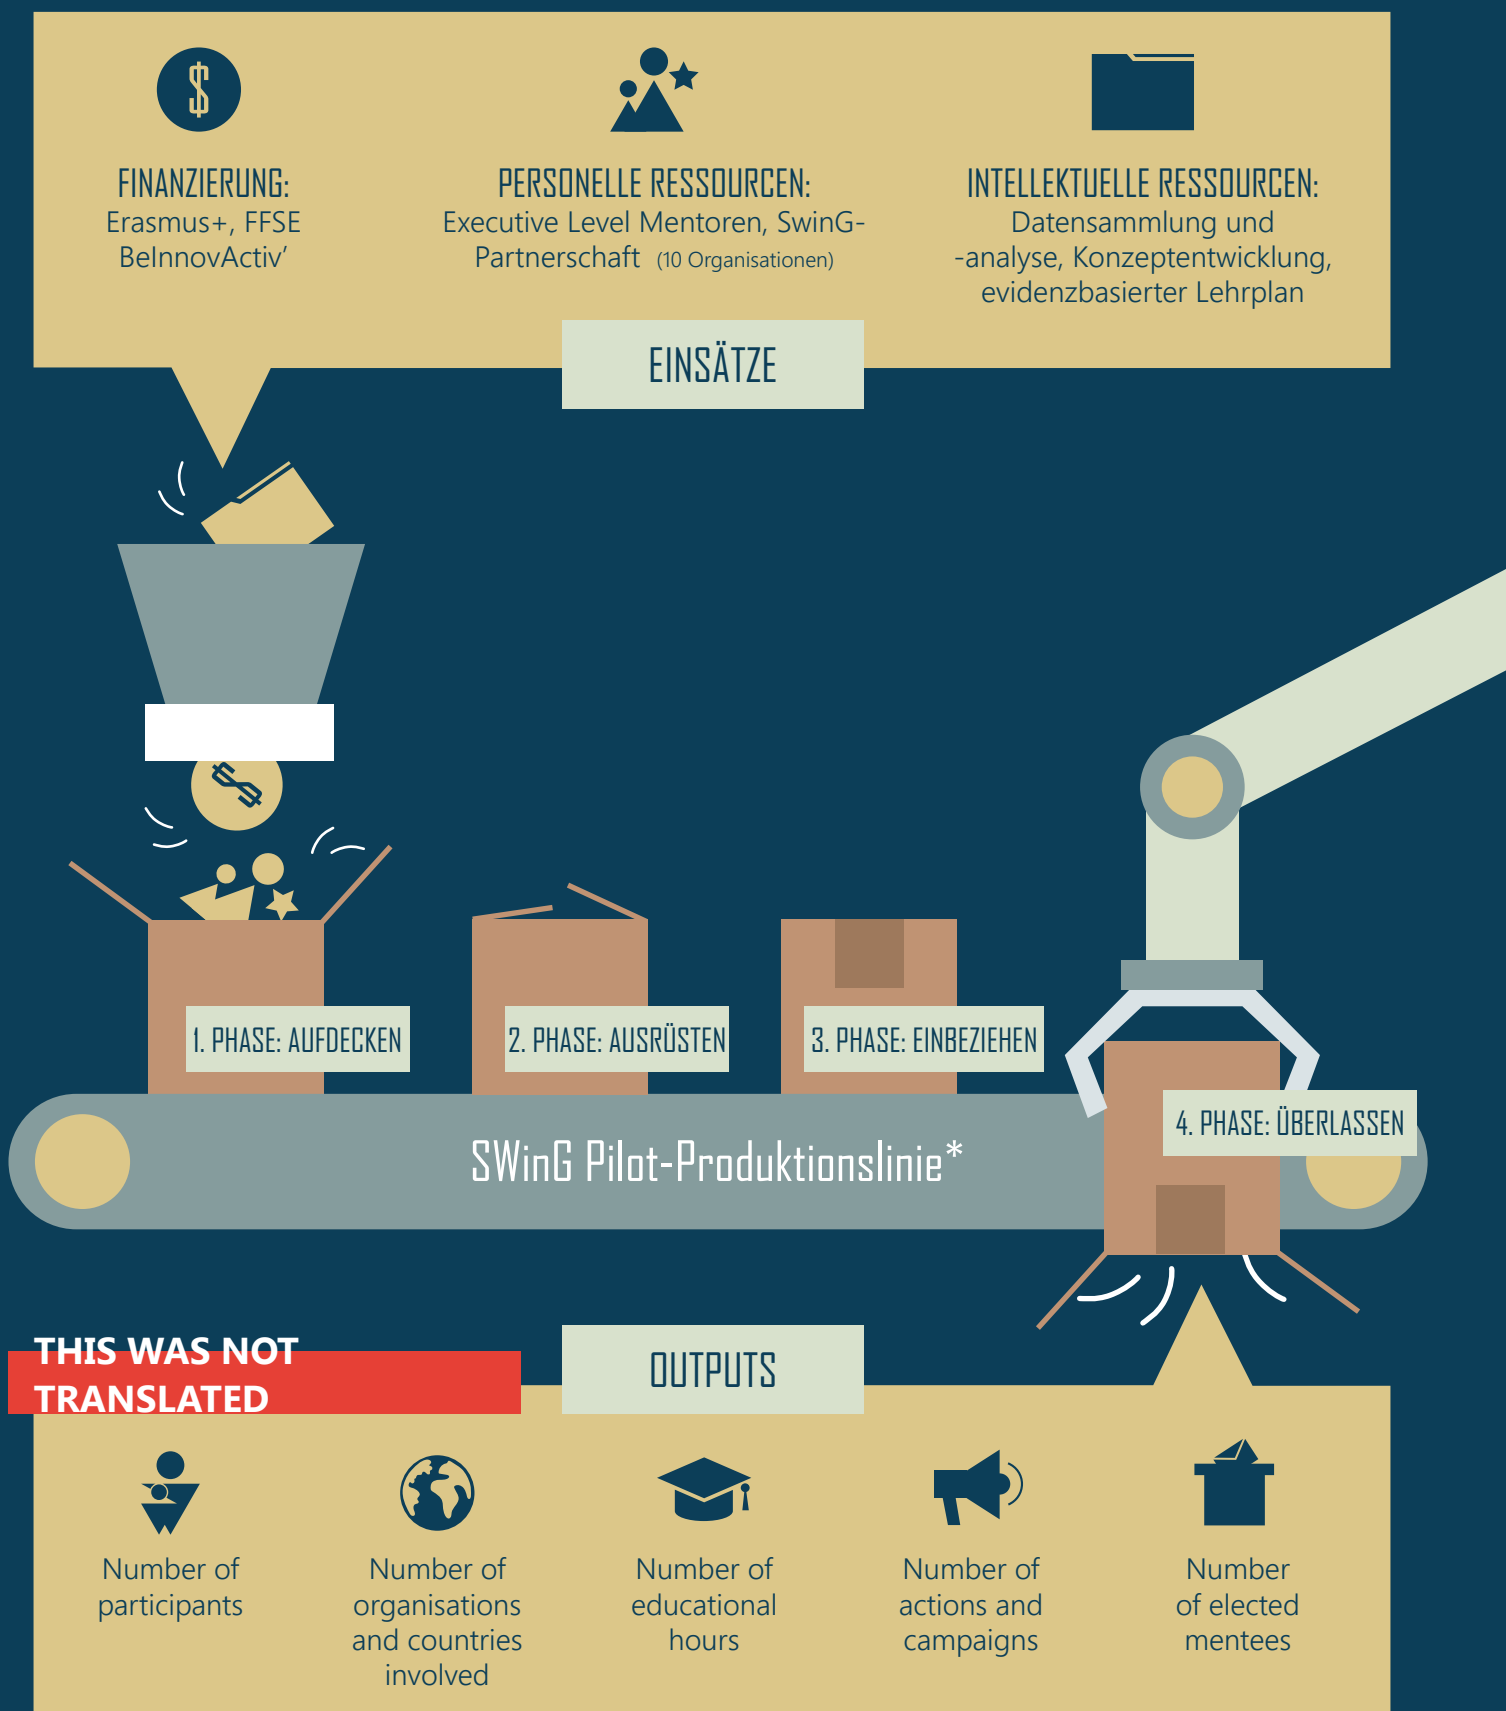 FINANZIERUNG:
Erasmus+, FFSE
BeInnovActiv’
PERSONELLE RESSOURCEN:
Executive Level Mentoren, SwinG-
Partnerschaft (10 Organisationen)
INTELLEKTUELLE RESSOURCEN:
Datensammlung und
-analyse, Konzeptentwicklung,
evidenzbasierter Lehrplan
EINSÄTZE
1. PHASE: AUFDECKEN
2. PHASE: AUSRÜSTEN
3. PHASE: EINBEZIEHEN
4. PHASE: ÜBERLASSEN
SWinG Pilot-Produktionslinie*
THIS WAS NOT
TRANSLATED
OUTPUTS
Number of
participants
Number of
organisations
and countries
involved
Number of
educational
hours
Number of
actions and
campaigns
Number
of elected
mentees